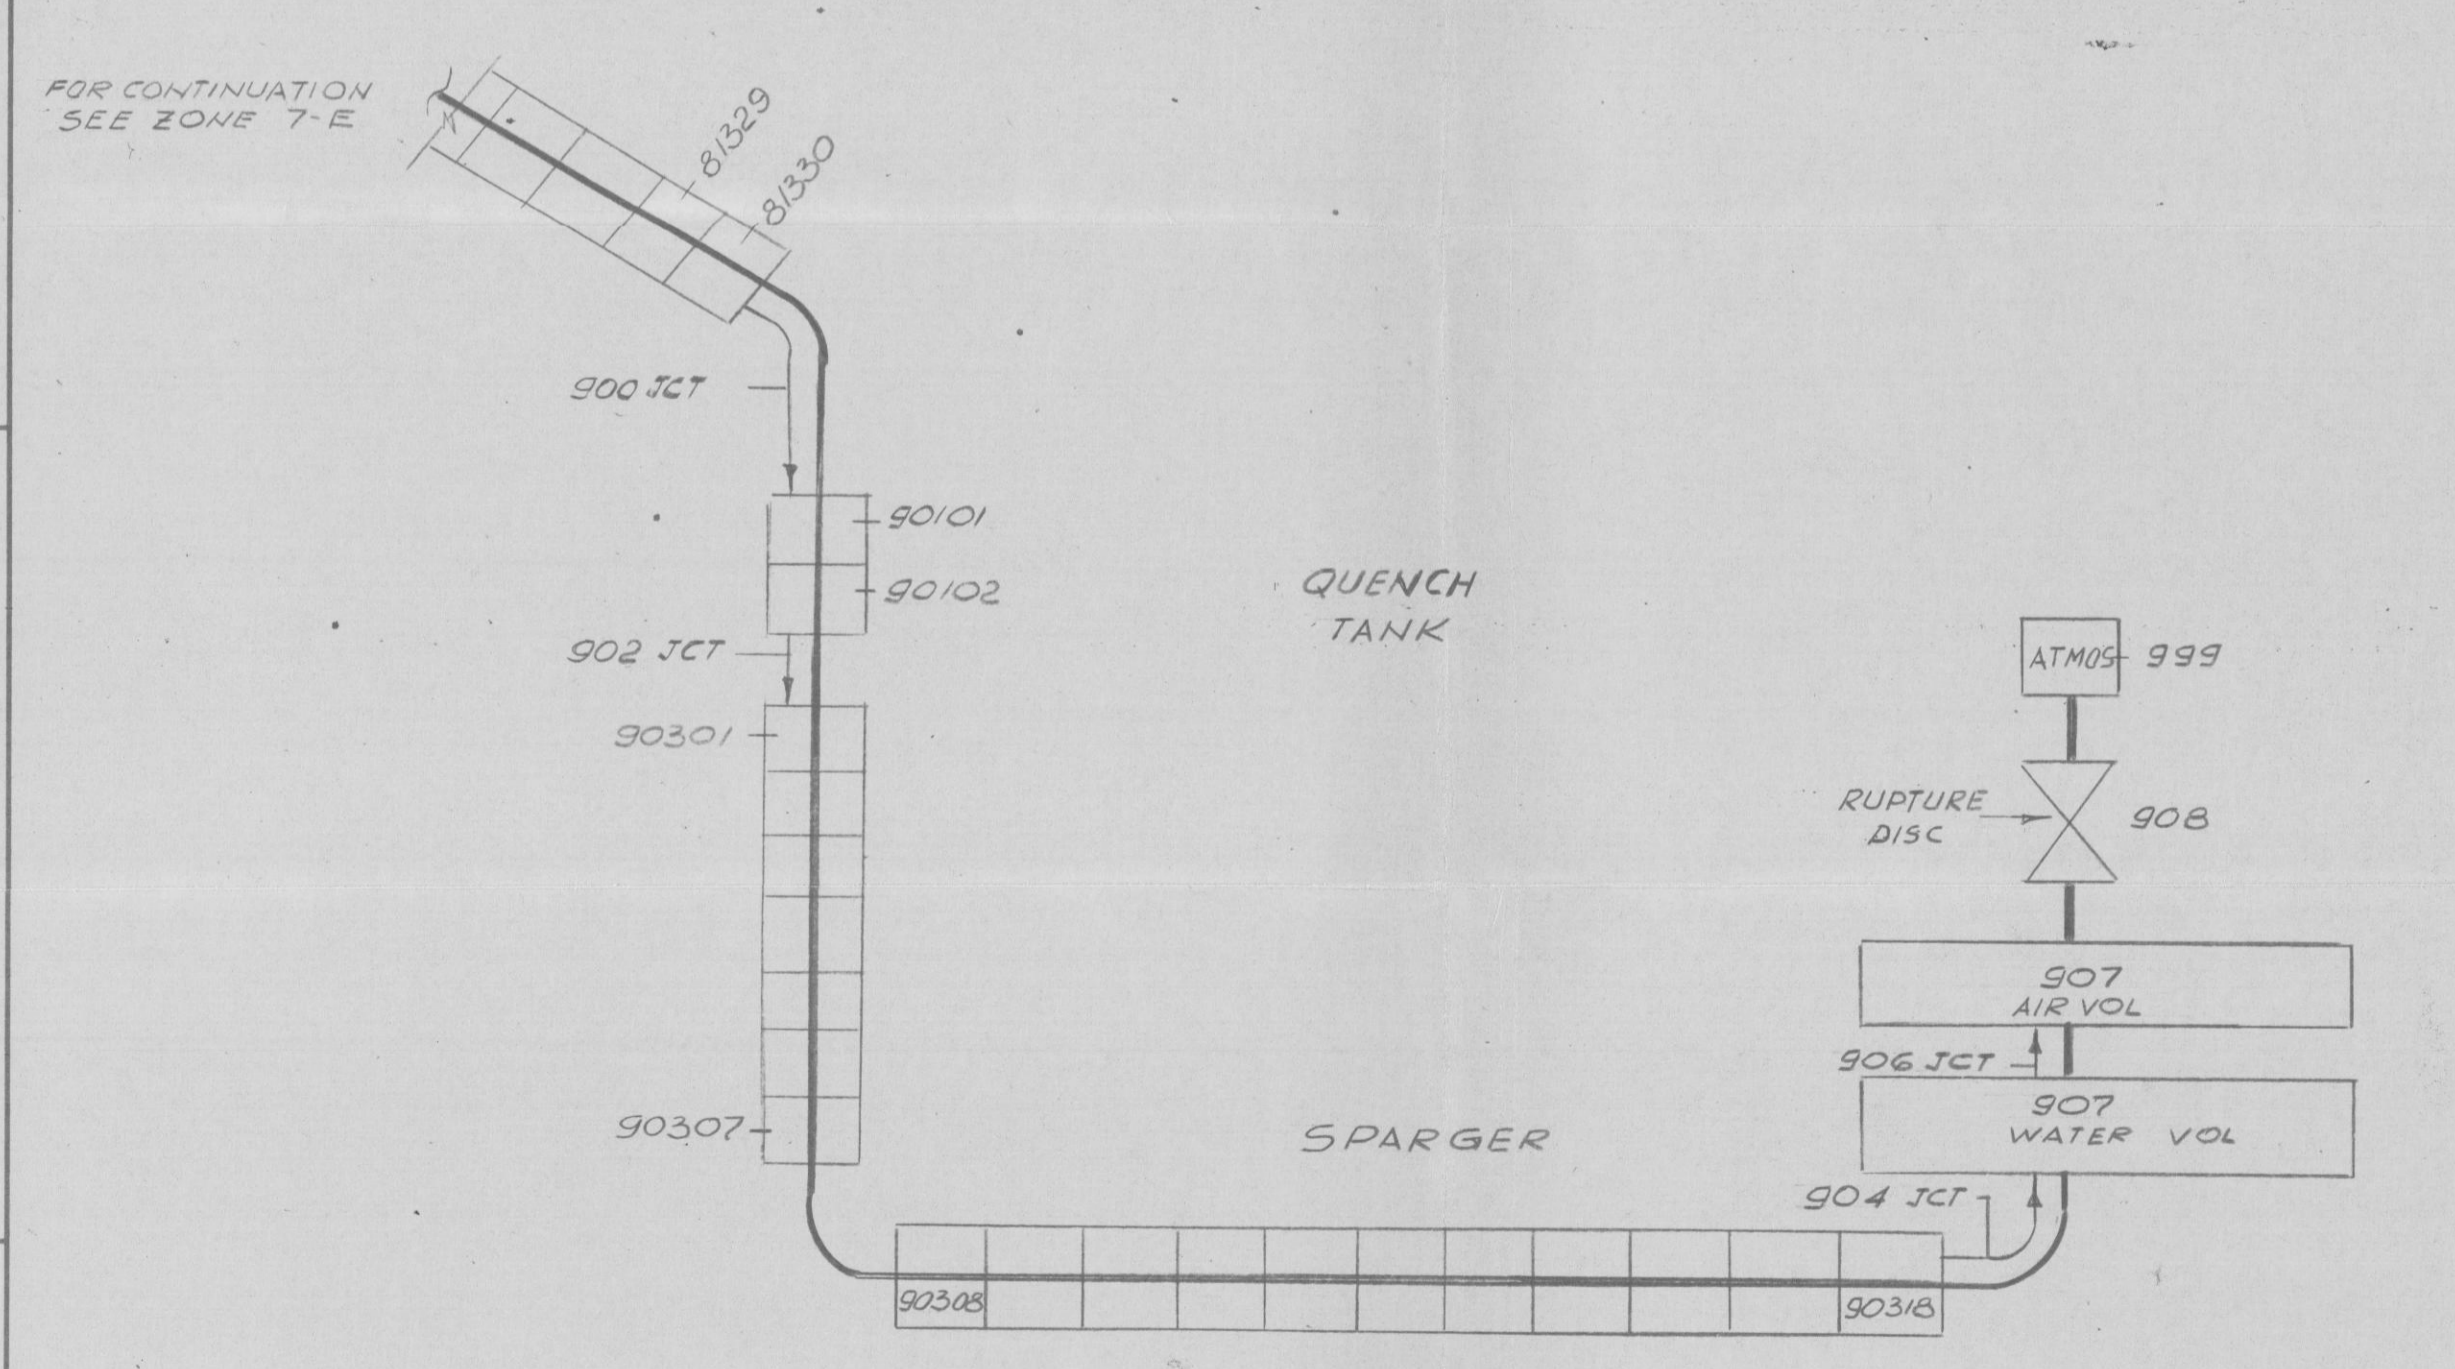 FOR CONTINUATION
SEE ZONE 7-E
81329
81330
900 JCT
90101
90102
902 JCT
90301
90307
QUENCH
TANK
SPARGER
90308
90318
ATMOS
999
RUPTURE
DISC
908
907
AIR VOL
906 JCT
907
WATER VOL
904 JCT